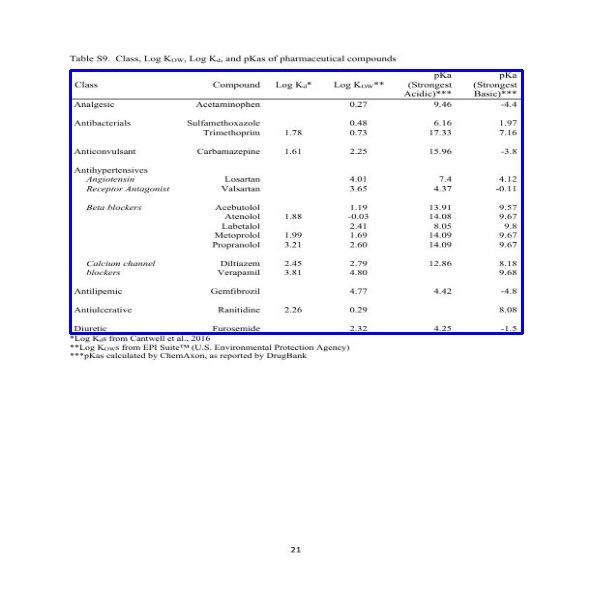 Table S9. Class, Log KOW, Log Kd, and pKas of pharmaceutical compounds
Class Compound Log Kd* Log KOW** pKa (Strongest Acidic)*** pKa (Strongest Basic)***
Analgesic Acetaminophen 0.27 9.46 -4.4
Antibacterials Sulfamethoxazole 0.48 6.16 1.97
Trimethoprim 1.78 0.73 17.33 7.16
Anticonvulsant Carbamazepine 1.61 2.25 15.96 -3.8
Antihypertensives
Angiotensin Losartan 4.01 7.4 4.12
Receptor Antagonist Valsartan 3.65 4.37 -0.11
Beta blockers Acebutolol 1.19 13.91 9.57
Atenolol 1.88 -0.03 14.08 9.67
Labetalol 2.41 8.05 9.8
Metoprolol 1.99 1.69 14.09 9.67
Propranolol 3.21 2.60 14.09 9.67
Calcium channel Diltiazem 2.45 2.79 12.86 8.18
blockers Verapamil 3.81 4.80 9.68
Antilipemic Gemfibrozil 4.77 4.42 -4.8
Antiulcerative Ranitidine 2.26 0.29 8.08
Diuretic Furosemide 2.32 4.25 -1.5
*Log Kds from Cantwell et al., 2016
**Log KOWs from EPI Suite™ (U.S. Environmental Protection Agency)
***pKas calculated by ChemAxon, as reported by DrugBank
21